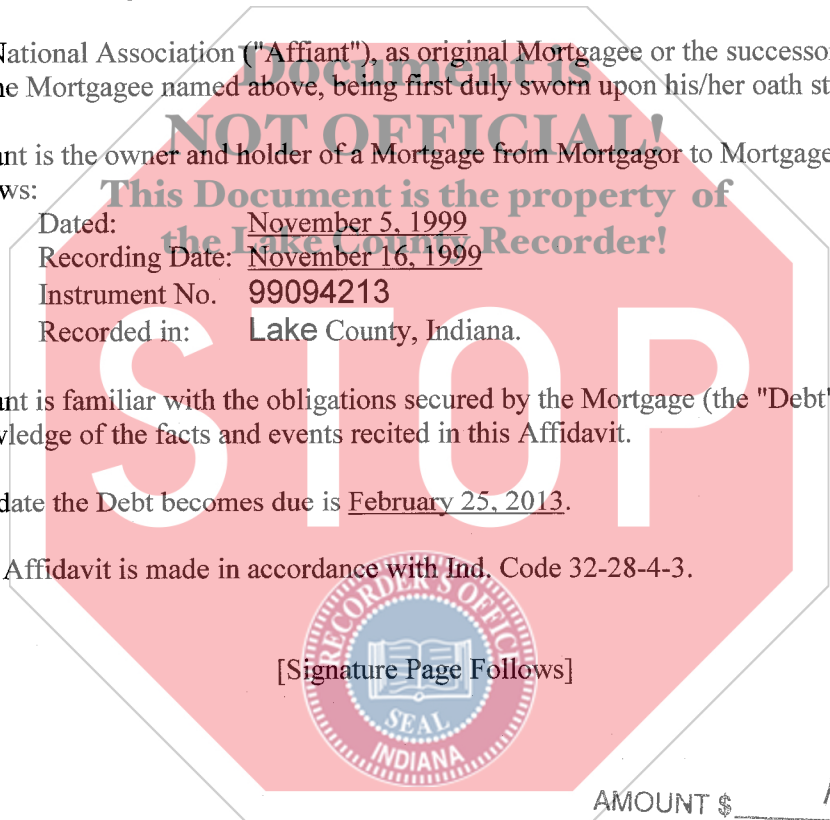 National Association ("Affiant"), as original Mortgagee or the successor
Document is
Mortgagee named above, being first duly sworn upon his/her oath st
NOT OFFICIAL!
is the owner and holder of a Mortgage from Mortgagor to Mortgage
This Document is the property of
Dated: November 5, 1999
the Lake County Recorder!
Recording Date: November 16, 1999
Instrument No. 99094213
Recorded in: Lake County, Indiana.
STOP
is familiar with the obligations secured by the Mortgage (the "Debt"
of the facts and events recited in this Affidavit.
date the Debt becomes due is February 25, 2013.
Affidavit is made in accordance with Ind. Code 32-28-4-3.
RECORDER'S OFFICE
[Signature Page Follows]
SEAL
INDIANA
AMOUNT $